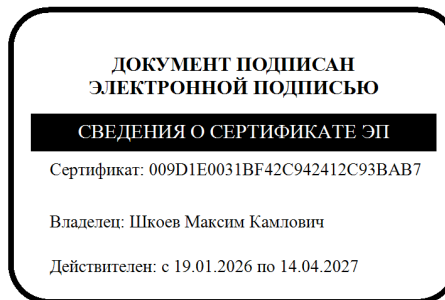 ДОКУМЕНТ ПОДПИСАН
ЭЛЕКТРОННОЙ ПОДПИСЬЮ
СВЕДЕНИЯ О СЕРТИФИКАТЕ ЭП
Сертификат: 009D1E0031BF42C942412C93BAB7
Владелец: Шкоев Максим Камлович
Действителен: с 19.01.2026 по 14.04.2027